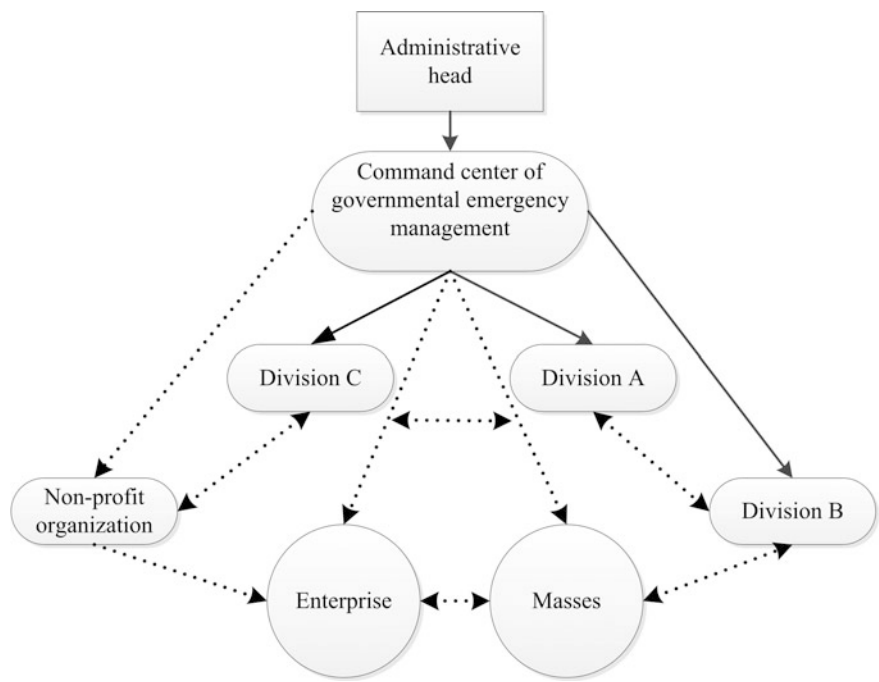 Administrative
head
Command center of
governmental emergency
management
Division C
Division A
Non-profit
organization
Division B
Enterprise
Masses